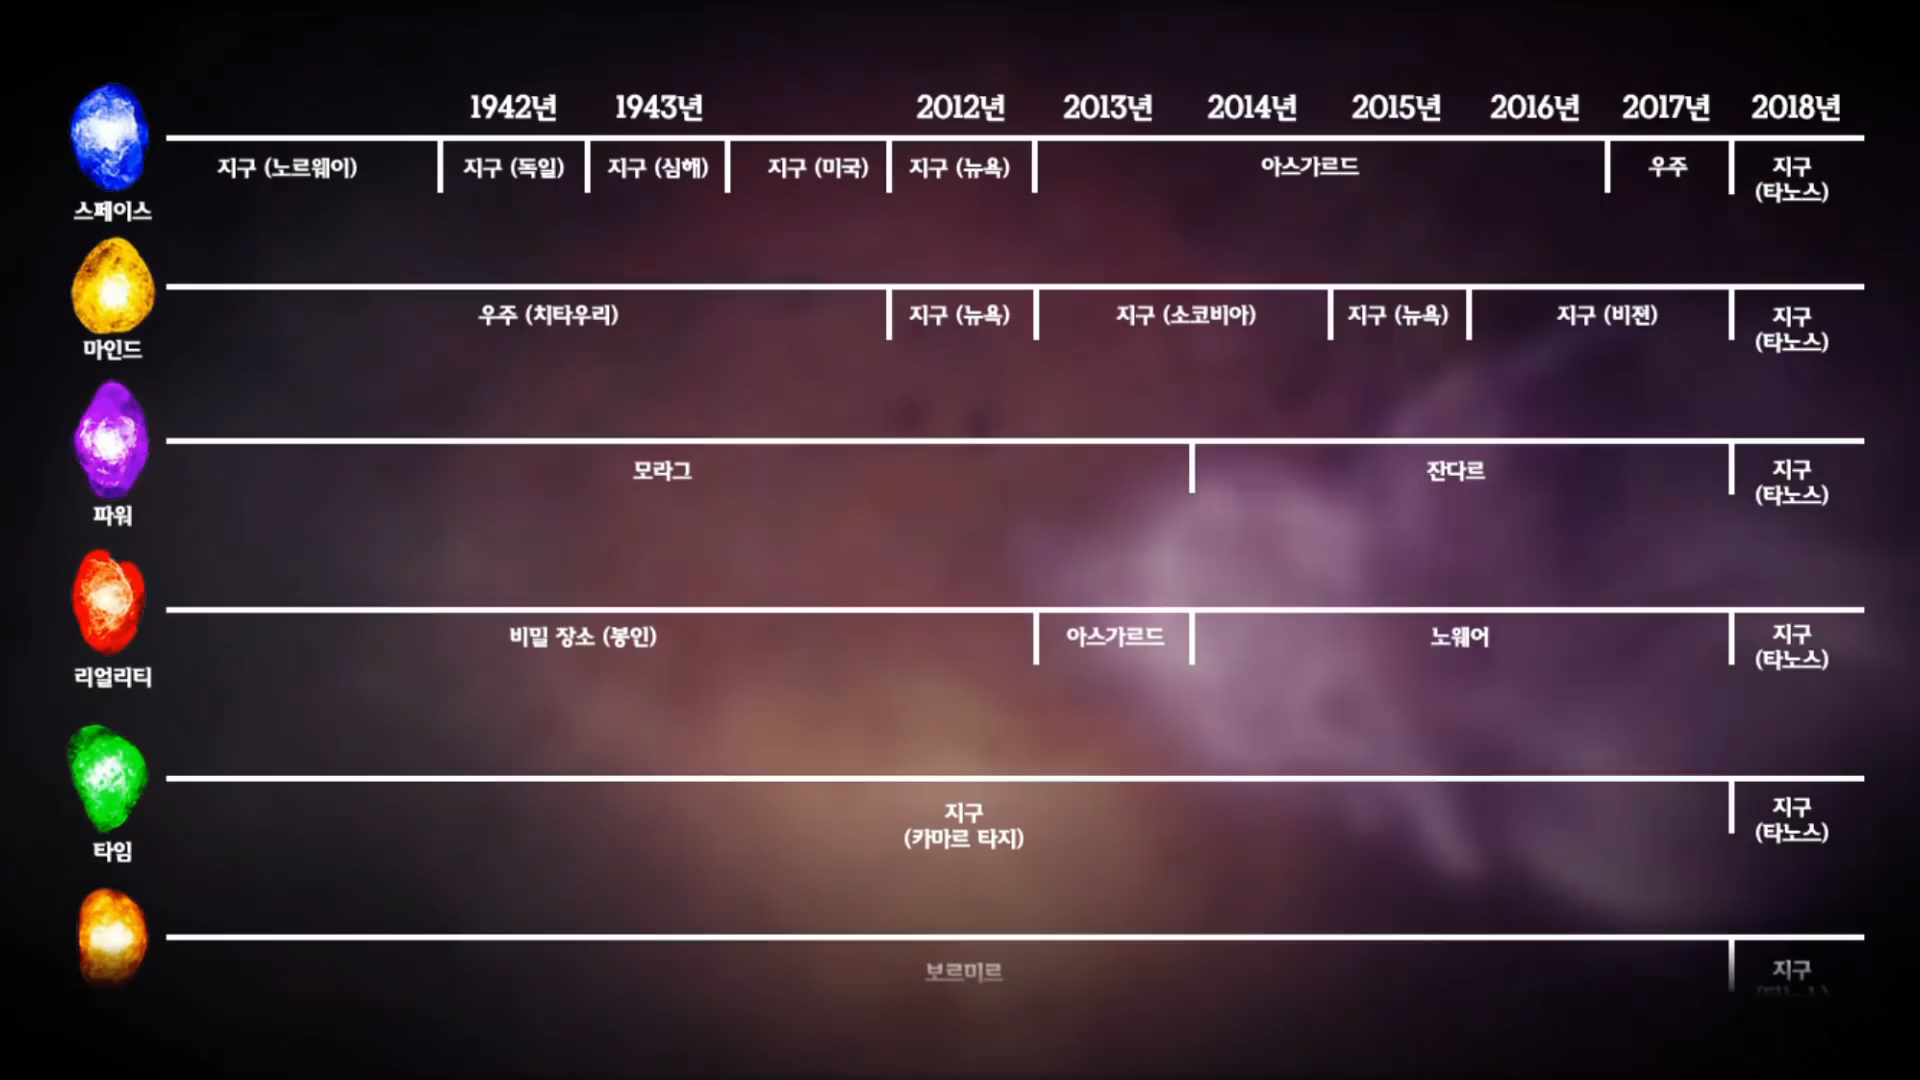 1942년 1943년 2012년 2013년 2014년 2015년 2016년 2017년 2018년
지구 (노르웨이) 지구 (독일) 지구 (심해) 지구 (미국) 지구 (뉴욕) 아스가르드 우주 지구
(타노스)
스페이스
우주 (치타우리) 지구 (뉴욕) 지구 (소코비아) 지구 (뉴욕) 지구 (비젼) 지구
(타노스)
마인드
모라그 잔다르 지구
(타노스)
파워
비밀 장소 (봉인) 아스가르드 노웨어 지구
(타노스)
리얼리티
지구 지구
(카마르 타지) (타노스)
타임
보르미르 지구